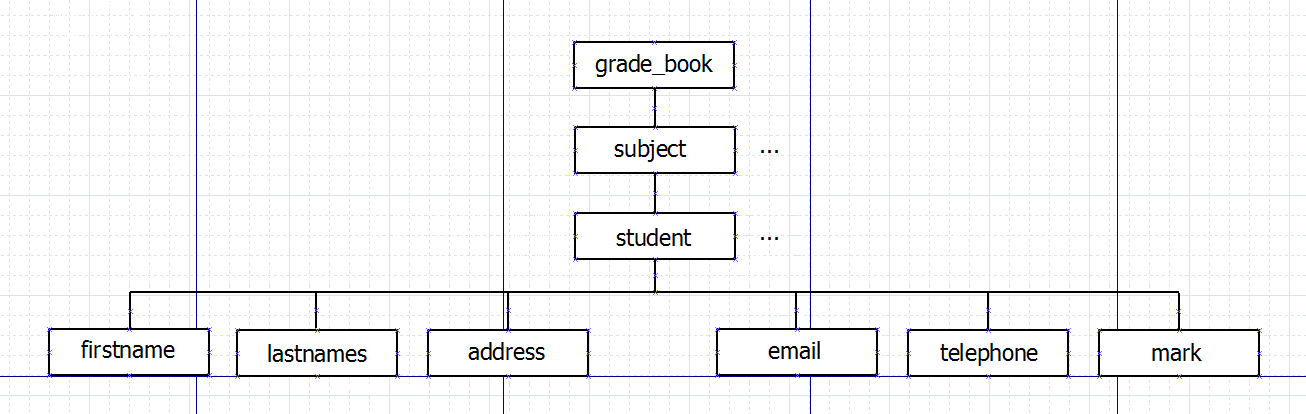 grade_book
subject ...
student ...
firstname lastnames address email telephone mark